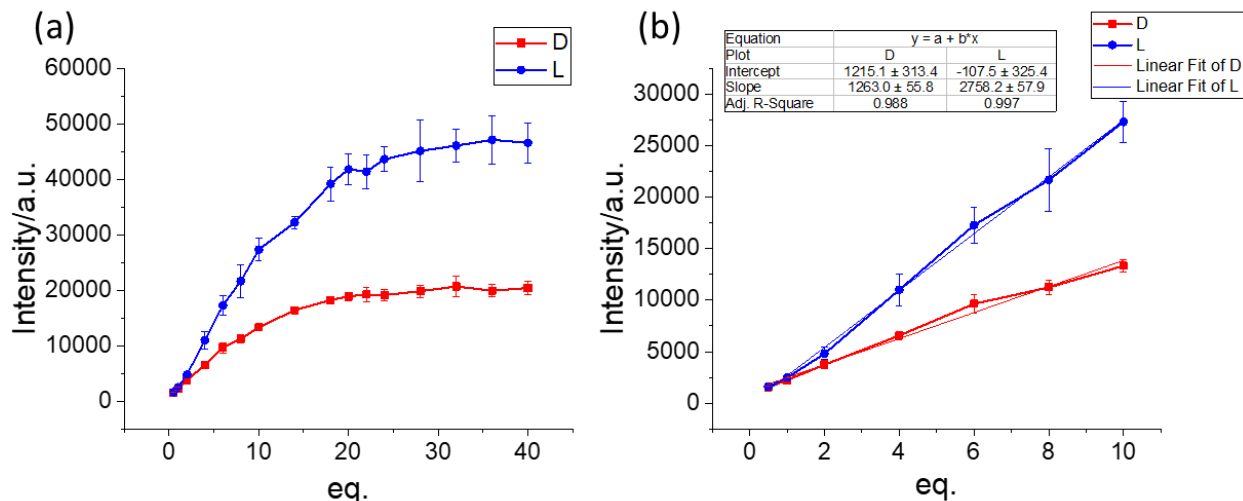 (a)
D
L
60000
50000
40000
30000
20000
10000
0
Intensity/a.u.
0 10 20 30 40
eq.
(b)
Equation y = a + b*x
Plot D L
Intercept 1215.1 ± 313.4 -107.5 ± 325.4
Slope 1263.0 ± 55.8 2758.2 ± 57.9
Adj. R-Square 0.988 0.997
D
L
Linear Fit of D
Linear Fit of L
30000
25000
20000
15000
10000
5000
0
Intensity/a.u.
0 2 4 6 8 10
eq.